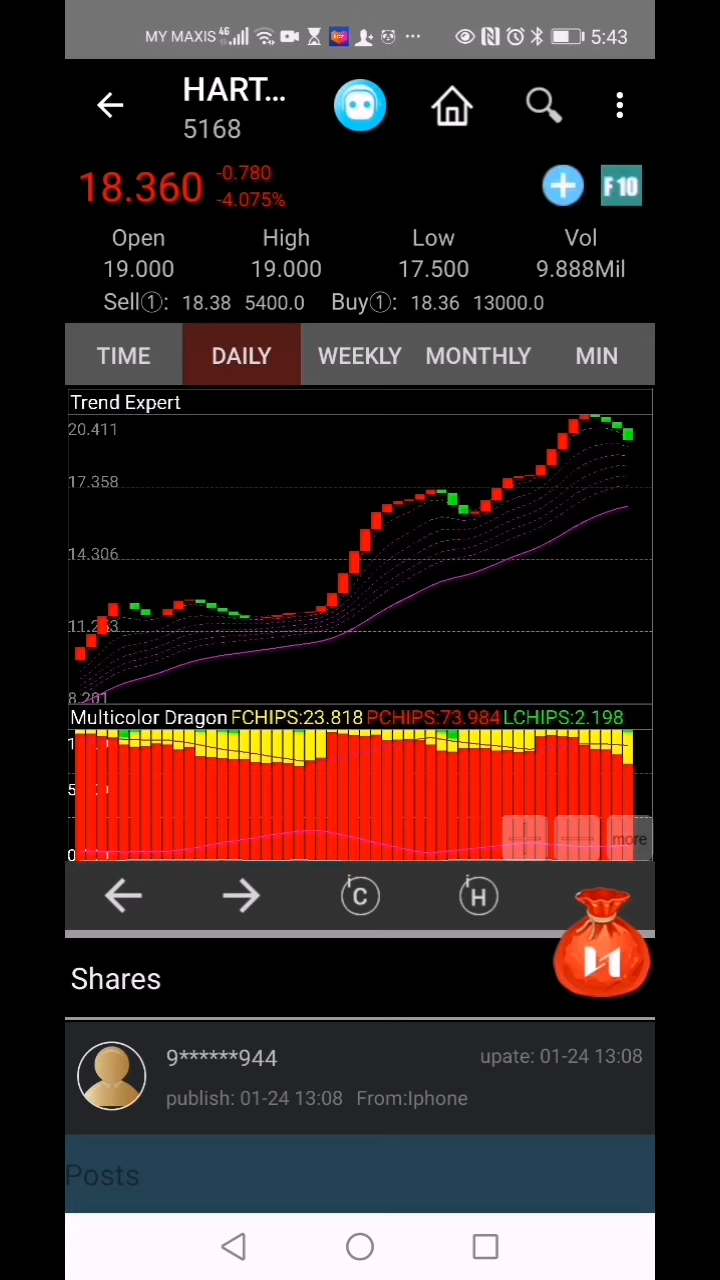 MY MAXIS 4G 5:43
HART...
5168
18.360 -0.780
-4.075%
F10
Open High Low Vol
19.000 19.000 17.500 9.888Mil
Sell①: 18.38 5400.0 Buy①: 18.36 13000.0
TIME DAILY WEEKLY MONTHLY MIN
Trend Expert
20.411
17.358
14.306
8.201
Multicolor Dragon FCHIPS:23.818 PCHIPS:73.984 LCHIPS:2.198
more
i C i H
Shares
9******944 upate: 01-24 13:08
publish: 01-24 13:08 From:Iphone
Posts